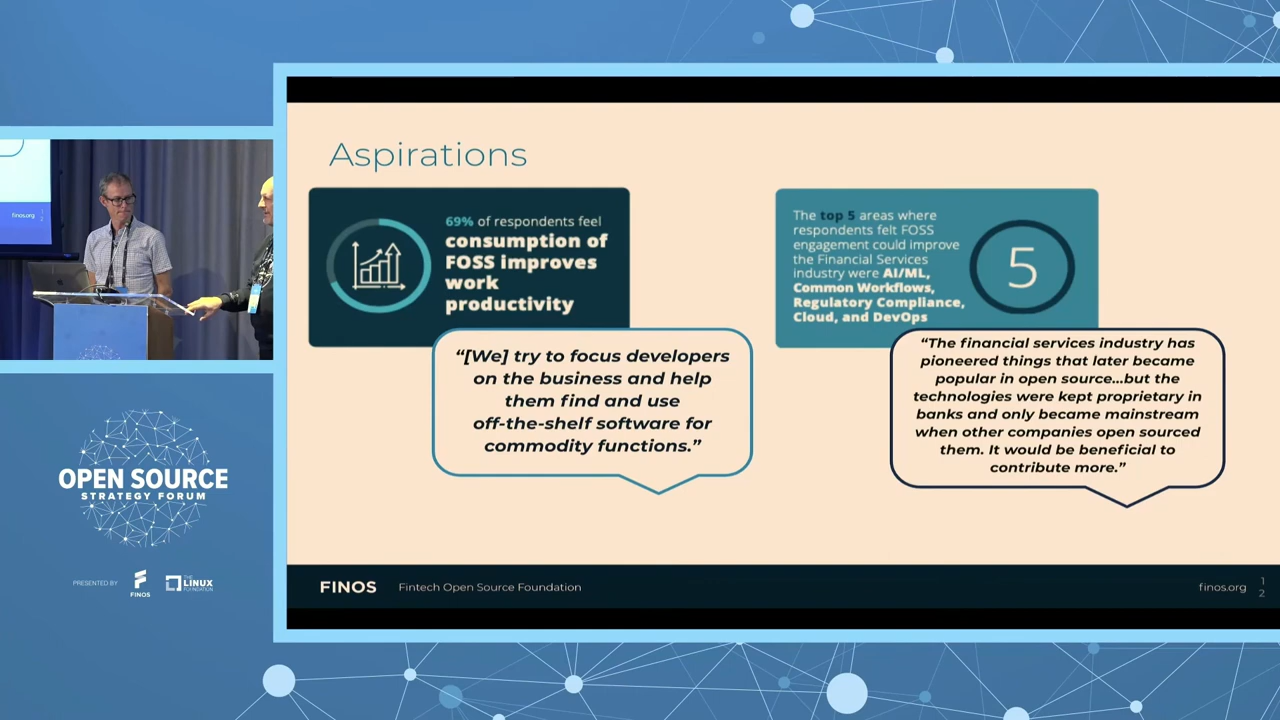 Aspirations
69% of respondents feel
consumption of
FOSS improves
work
productivity
"[We] try to focus developers
on the business and help
them find and use
off-the-shelf software for
commodity functions."
The top 5 areas where
respondents felt FOSS
engagement could improve
the Financial Services
industry were AI/ML,
Common Workflows,
Regulatory Compliance,
Cloud, and DevOps
5
"The financial services industry has
pioneered things that later became
popular in open source...but the
technologies were kept proprietary in
banks and only became mainstream
when other companies open sourced
them. It would be beneficial to
contribute more."
FINOS Fintech Open Source Foundation
finos.org
1
2
finos.org
OPEN SOURCE
STRATEGY FORUM
PRESENTED BY
FINOS
THE
LINUX
FOUNDATION